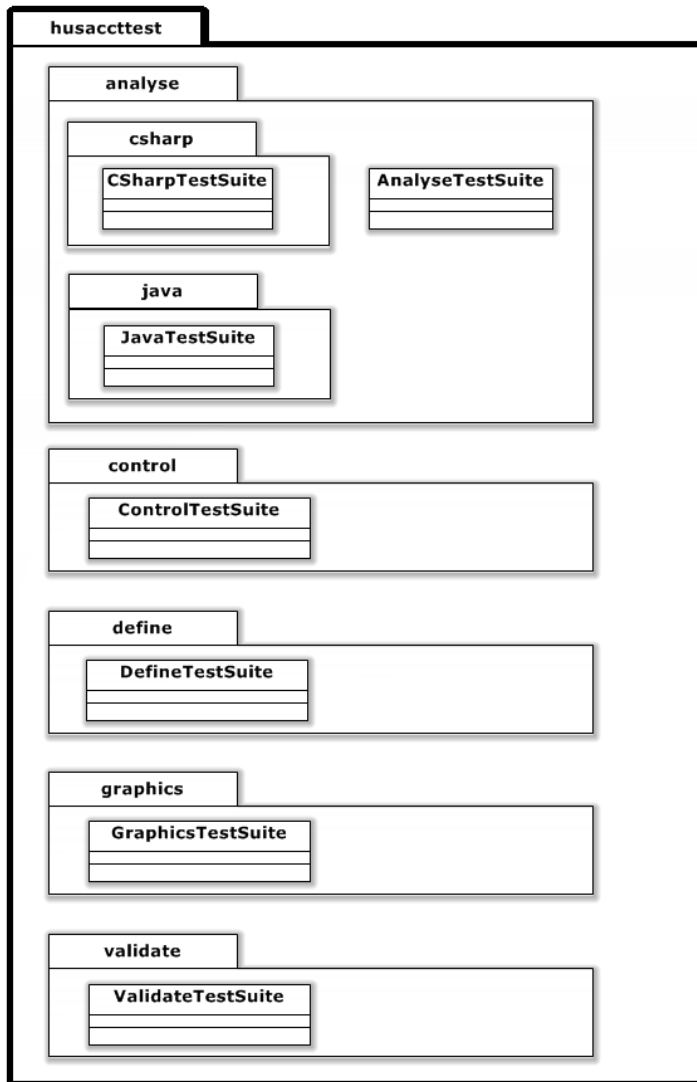 husaccttest
analyse
csharp
CSharpTestSuite
AnalyseTestSuite
java
JavaTestSuite
control
ControlTestSuite
define
DefineTestSuite
graphics
GraphicsTestSuite
validate
ValidateTestSuite